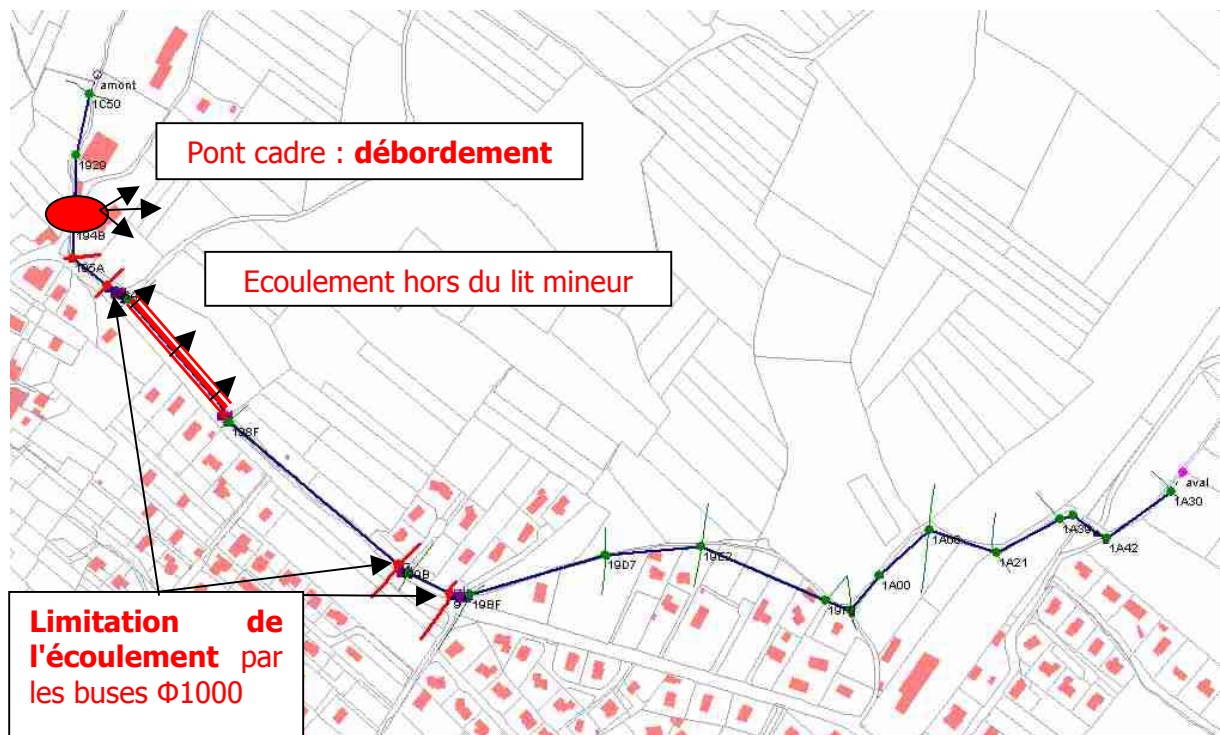 amont
1C50
1929
Pont cadre : débordement
194B
195A
Ecoulement hors du lit mineur
198F
19D7
19E2
1A06
1A21
1A39
1A42
aval
1A30
1A00
19BF
Limitation de
l'écoulement par
les buses Φ1000